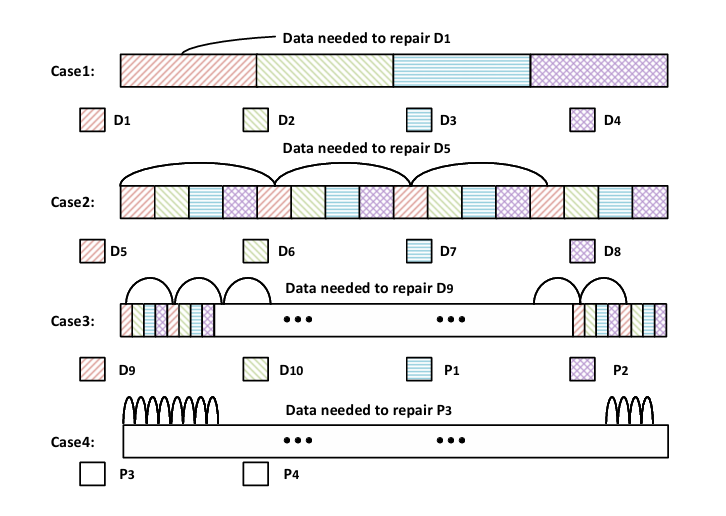 Data needed to repair D1
Case1:
D1 D2 D3 D4
Data needed to repair D5
Case2:
D5 D6 D7 D8
Data needed to repair D9
Case3:
••• •••
D9 D10 P1 P2
Data needed to repair P3
Case4:
••• •••
P3 P4